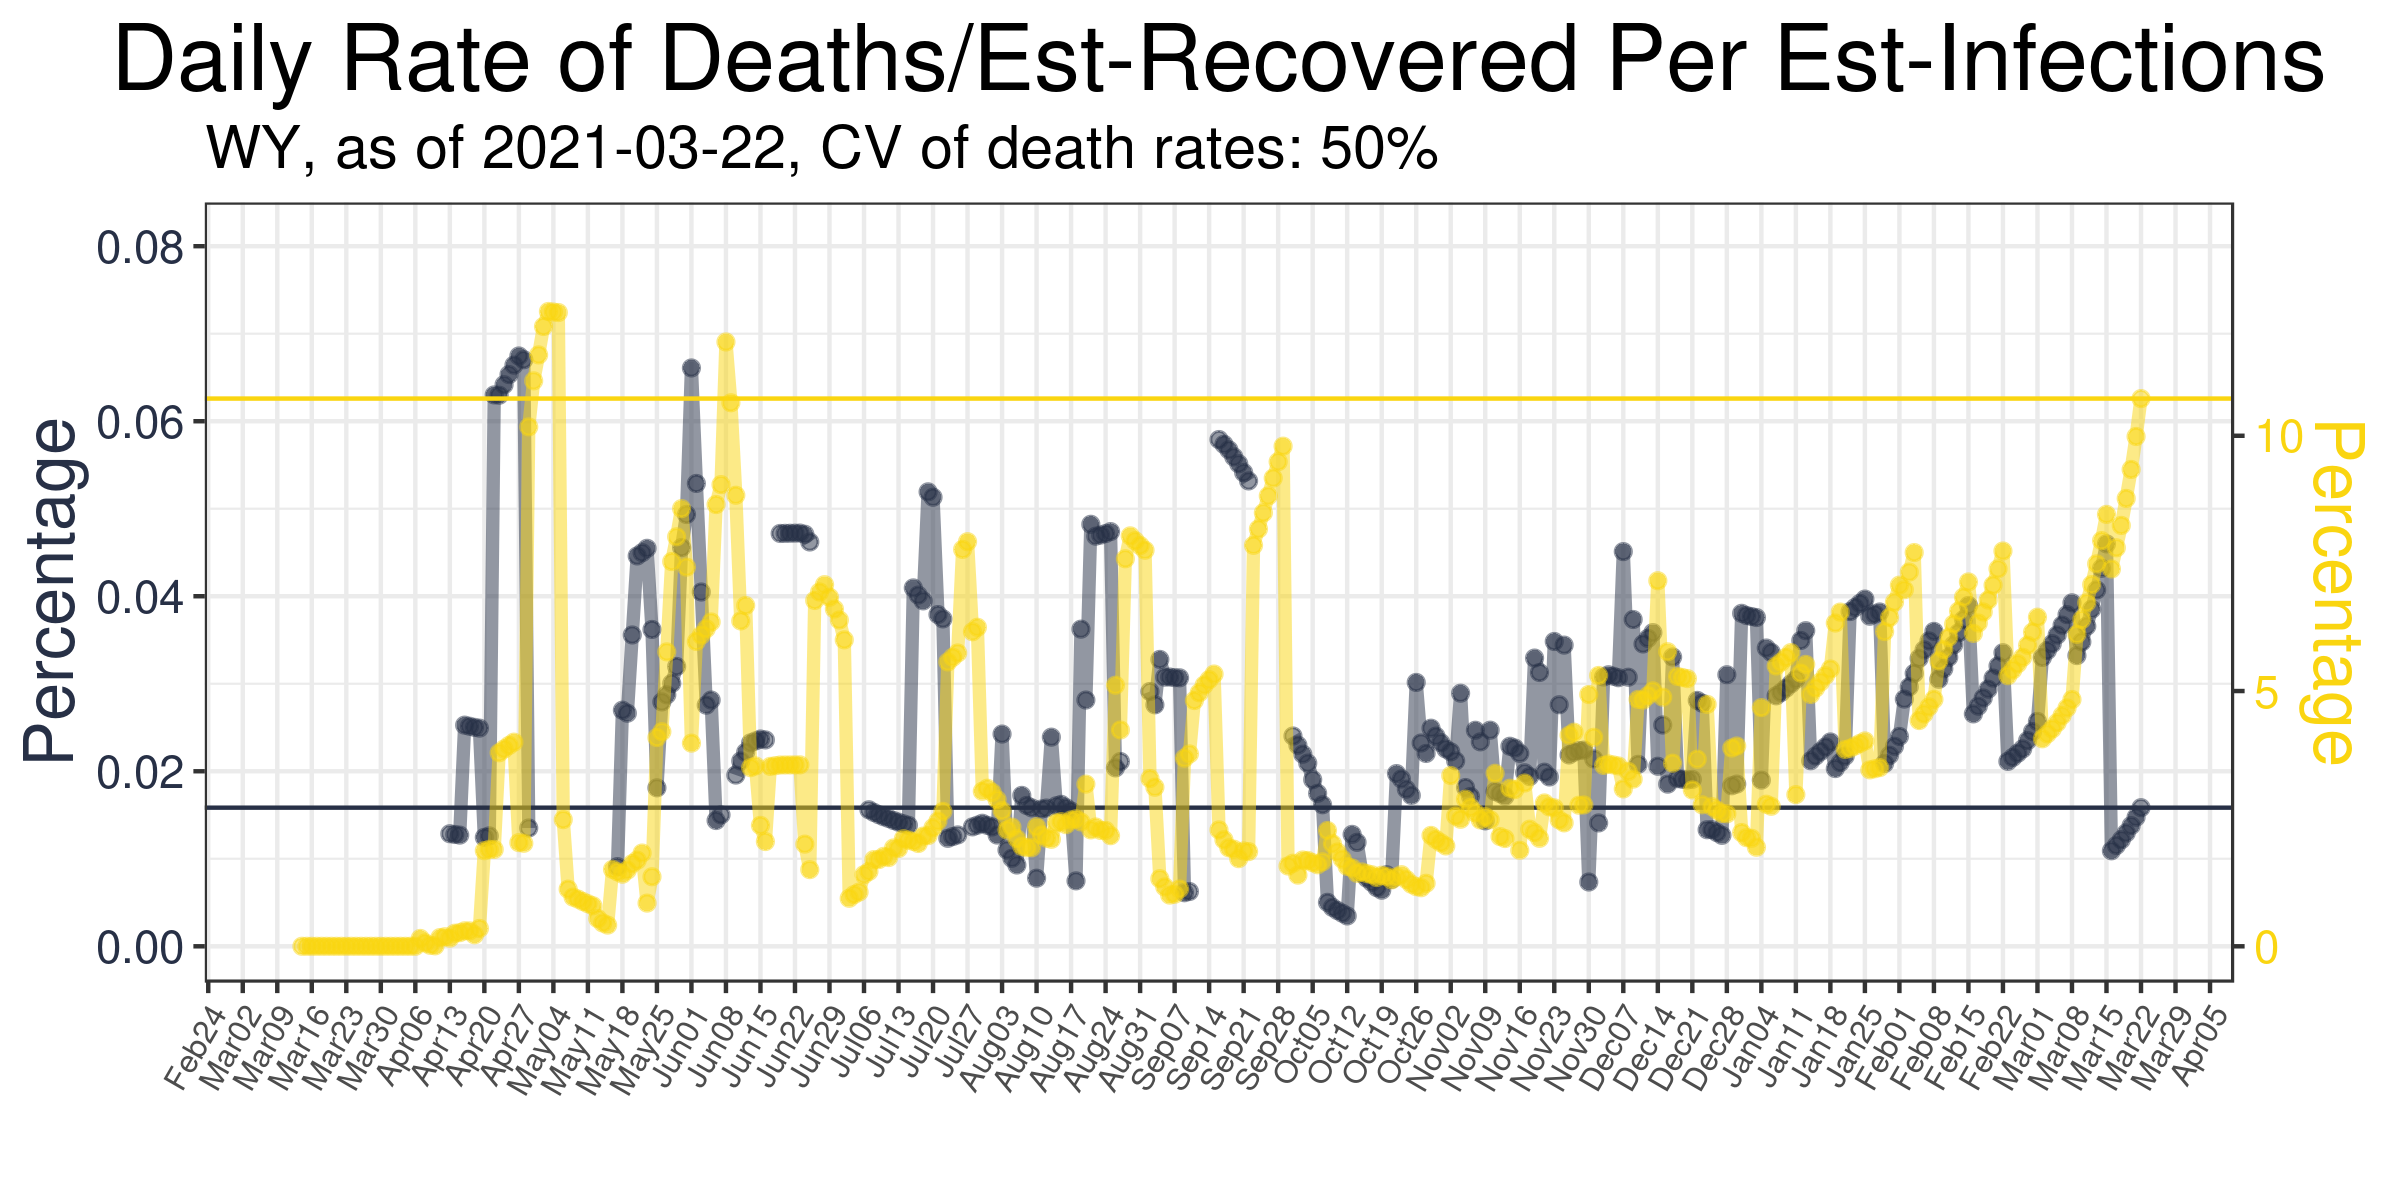 Daily Rate of Deaths/Est-Recovered Per Est-Infections
WY, as of 2021-03-22, CV of death rates: 50%
Percentage
0.08
0.06
0.04
0.02
0.00
10
5
0
Percentage
Feb24
Mar02
Mar09
Mar16
Mar23
Mar30
Apr06
Apr13
Apr20
Apr27
May04
May11
May18
May25
Jun01
Jun08
Jun15
Jun22
Jun29
Jul06
Jul13
Jul20
Jul27
Aug03
Aug10
Aug17
Aug24
Aug31
Sep07
Sep14
Sep21
Sep28
Oct05
Oct12
Oct19
Oct26
Nov02
Nov09
Nov16
Nov23
Nov30
Dec07
Dec14
Dec21
Dec28
Jan04
Jan11
Jan18
Jan25
Feb01
Feb08
Feb15
Feb22
Mar01
Mar08
Mar15
Mar22
Mar29
Apr05